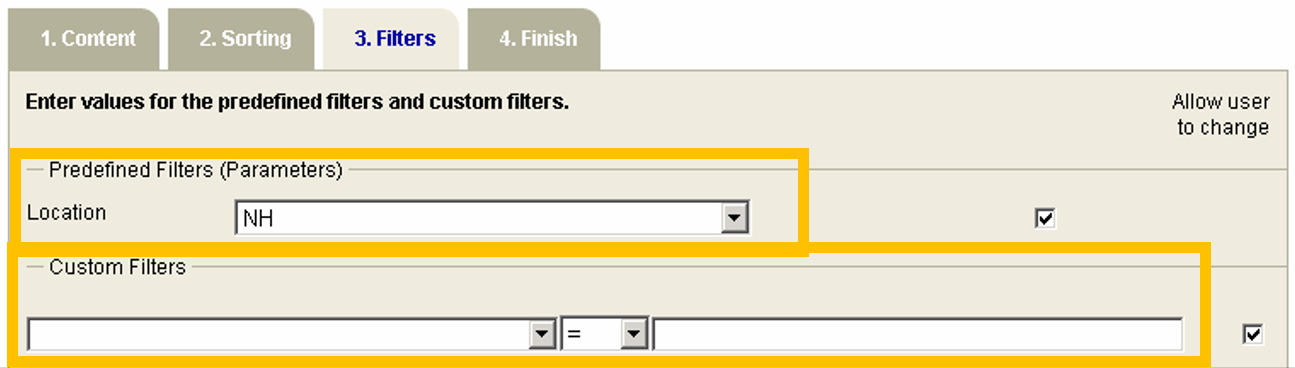 1. Content 2. Sorting 3. Filters 4. Finish
Enter values for the predefined filters and custom filters. Allow user
to change
Predefined Filters (Parameters)
Location NH
Custom Filters
=